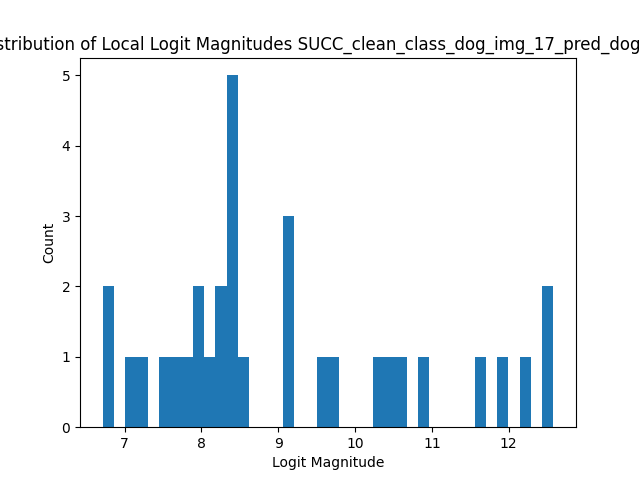 stribution of Local Logit Magnitudes SUCC_clean_class_dog_img_17_pred_dog
5
4
3
2
1
0
Count
7 8 9 10 11 12
Logit Magnitude